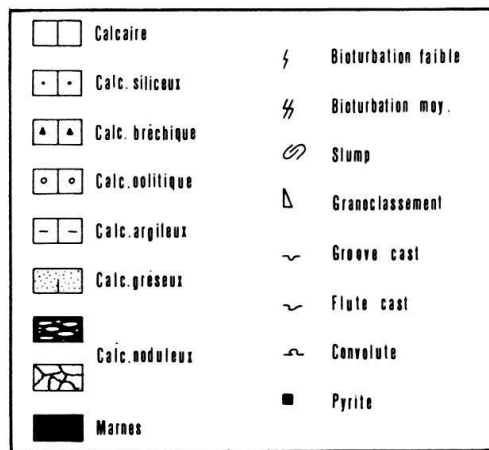 Calcaire
Calc. siliceux
Calc. bréchique
Calc. oolitique
Calc. argileux
Calc. gréseux
Calc. noduleux
Marnes
Bioturbation faible
Bioturbation moy.
Slump
Granoclassement
Groove cast
Flute cast
Convolute
Pyrite